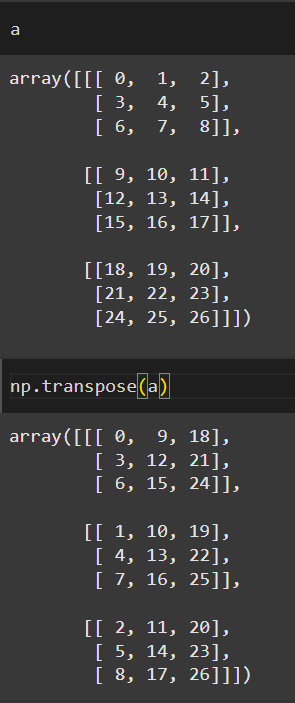 a
array([[[ 0,  1,  2],
        [ 3,  4,  5],
        [ 6,  7,  8]],
       [[ 9, 10, 11],
        [12, 13, 14],
        [15, 16, 17]],
       [[18, 19, 20],
        [21, 22, 23],
        [24, 25, 26]]])
np.transpose(a)
array([[[ 0,  9, 18],
        [ 3, 12, 21],
        [ 6, 15, 24]],
       [[ 1, 10, 19],
        [ 4, 13, 22],
        [ 7, 16, 25]],
       [[ 2, 11, 20],
        [ 5, 14, 23],
        [ 8, 17, 26]]])